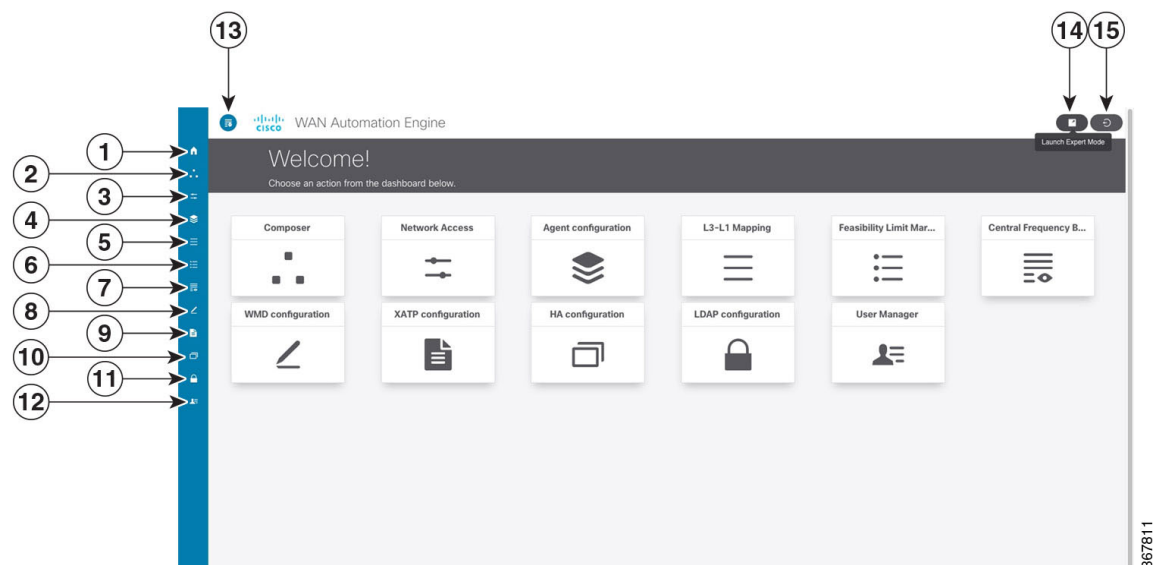 13
14
15
cisco WAN Automation Engine
Launch Expert Mode
Welcome!
Choose an action from the dashboard below.
1
2
3
4
5
6
7
8
9
10
11
12
Composer
Network Access
Agent configuration
L3-L1 Mapping
Feasibility Limit Mar...
Central Frequency B...
WMD configuration
XATP configuration
HA configuration
LDAP configuration
User Manager
367811